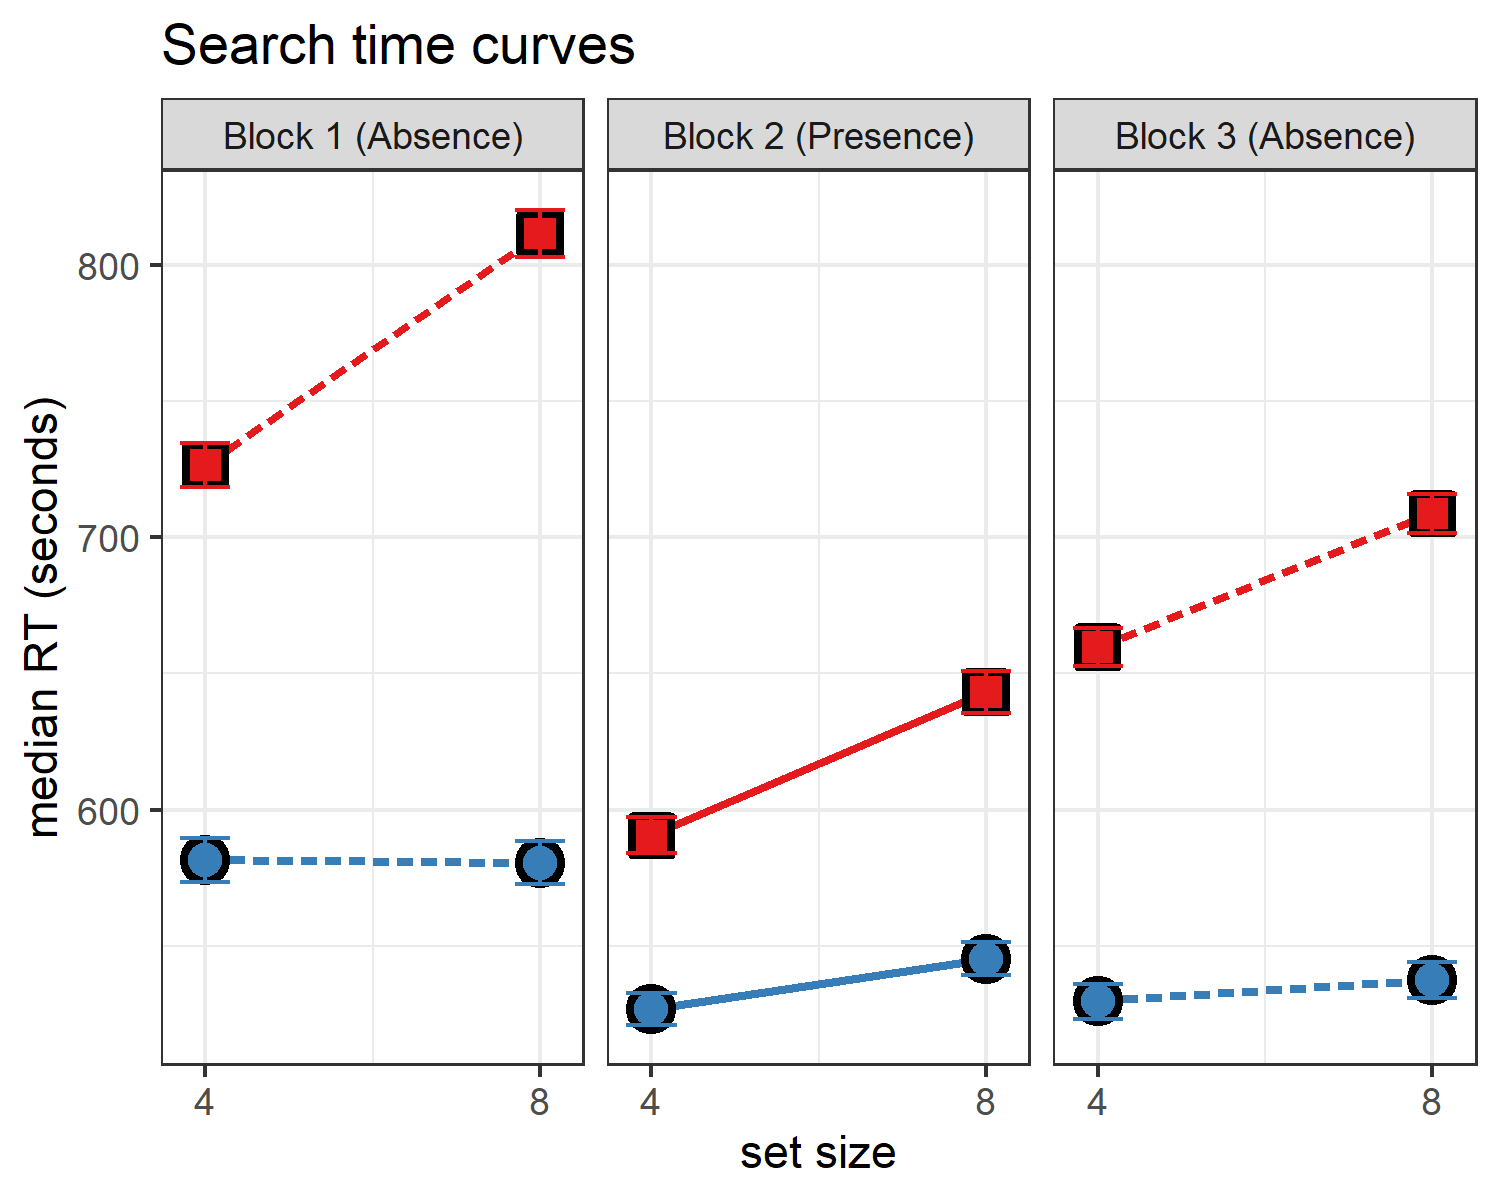 Search time curves
Block 1 (Absence)
Block 2 (Presence)
Block 3 (Absence)
median RT (seconds)
800
700
600
4
8
4
8
4
8
set size